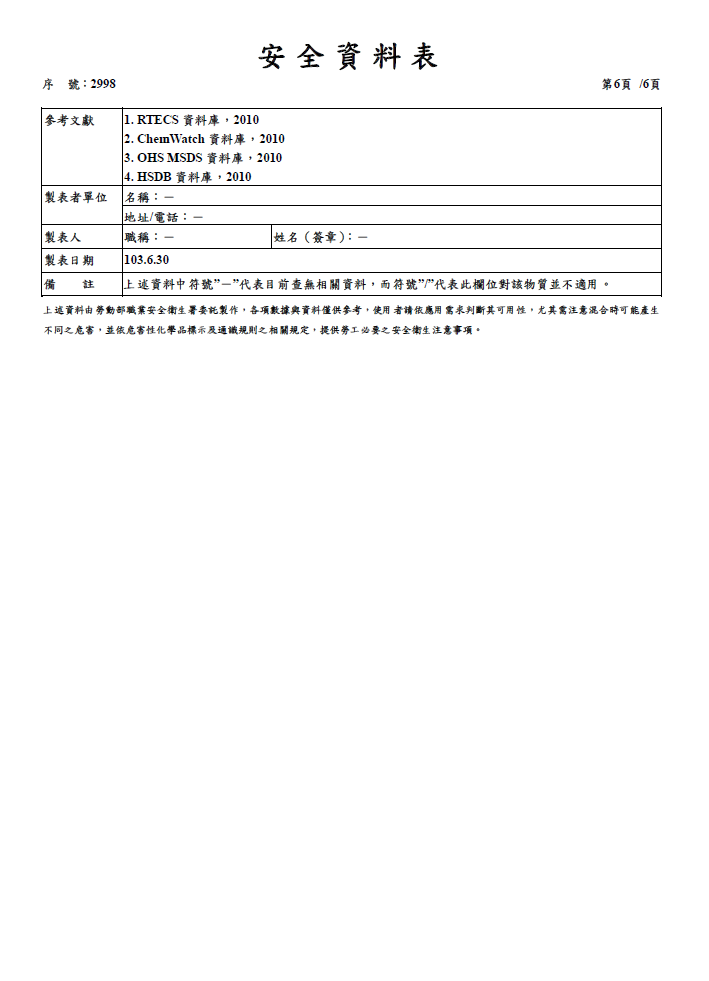 安全資料表
序 號：2998 第6頁 /6頁
參考文獻 1. RTECS 資料庫，2010
2. ChemWatch 資料庫，2010
3. OHS MSDS 資料庫，2010
4. HSDB 資料庫，2010
製表者單位 名稱：－
地址/電話：－
製表人 職稱：－ 姓名（簽章）：－
製表日期 103.6.30
備 註 上述資料中符號”－”代表目前查無相關資料，而符號”/”代表此欄位對該物質並不適用。
上述資料由勞動部職業安全衛生署委託製作，各項數據與資料僅供參考，使用者請依應用需求判斷其可用性，尤其需注意混合時可能產生
不同之危害，並依危害性化學品標示及通識規則之相關規定，提供勞工必要之安全衛生注意事項。